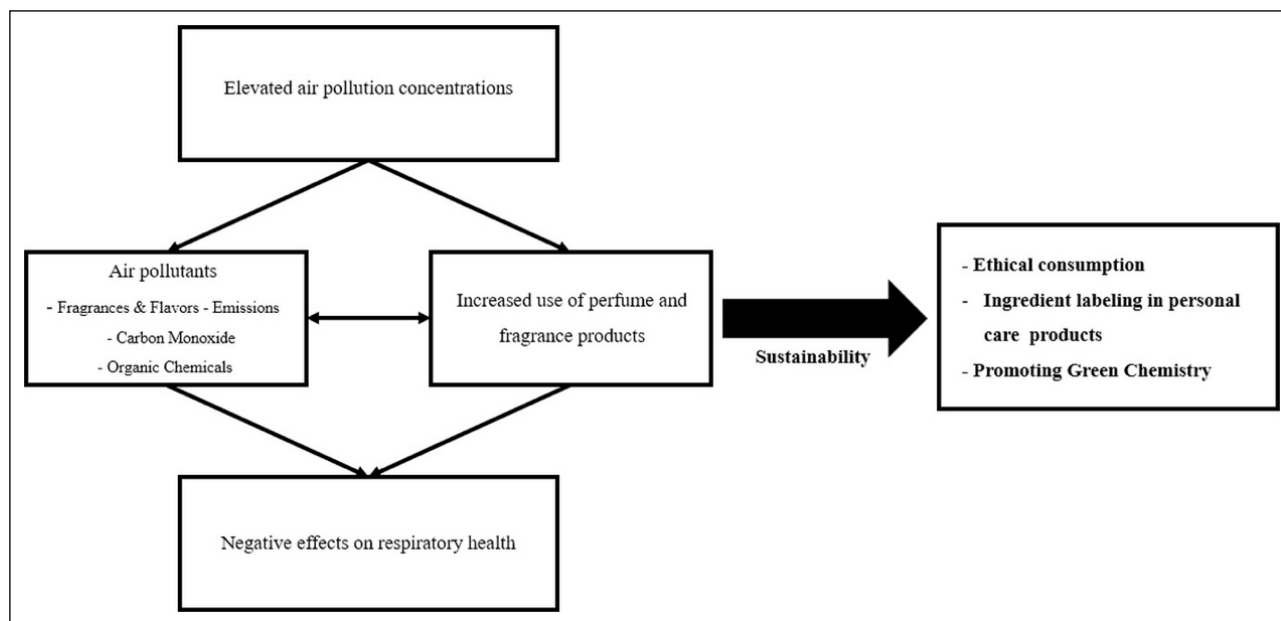 Elevated air pollution concentrations
Air pollutants
- Fragrances & Flavors - Emissions
- Carbon Monoxide
- Organic Chemicals
Increased use of perfume and
fragrance products
Sustainability
- Ethical consumption
- Ingredient labeling in personal
care products
- Promoting Green Chemistry
Negative effects on respiratory health